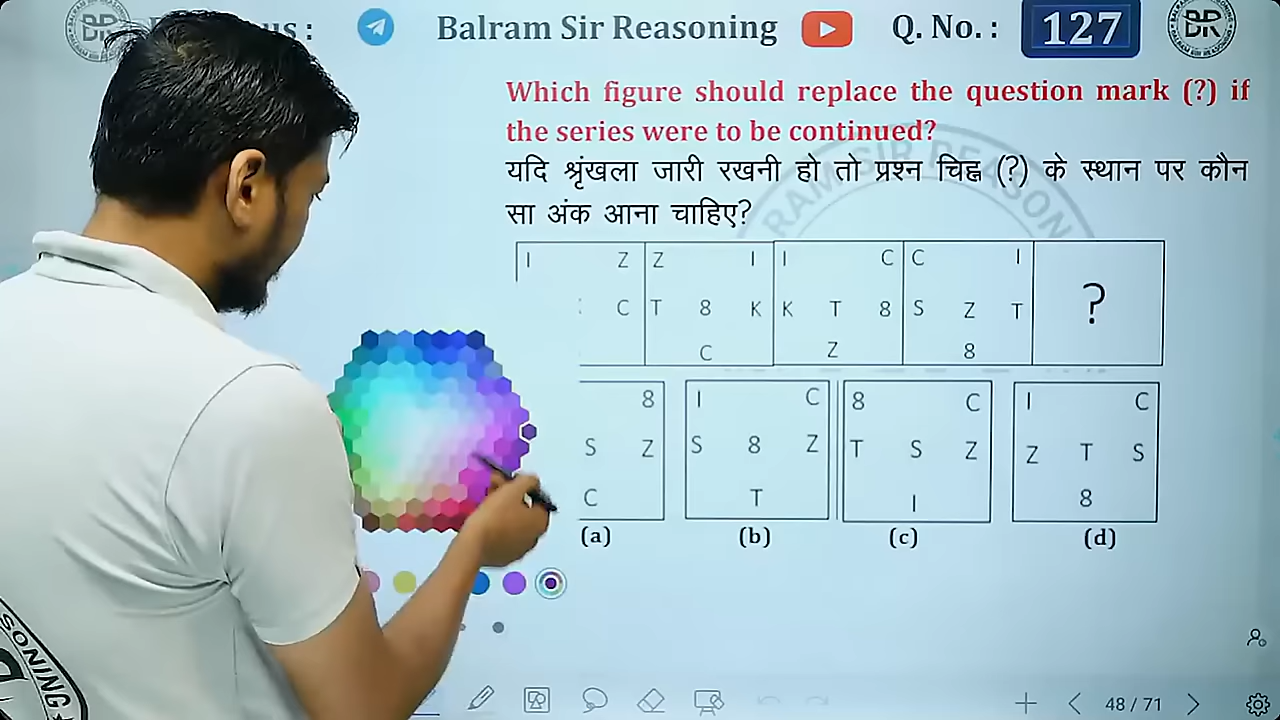 Balram Sir Reasoning Q. No. : 127
Which figure should replace the question mark (?) if
the series were to be continued?
यदि श्रृंखला जारी रखनी हो तो प्रश्न चिह्न (?) के स्थान पर कौन
सा अंक आना चाहिए?
I Z Z I I C C I
C T 8 K K T 8 S Z T ?
C Z 8
8 I C 8 C I C
S Z S 8 Z T S Z Z T S
C T I 8
(a) (b) (c) (d)
48 / 71